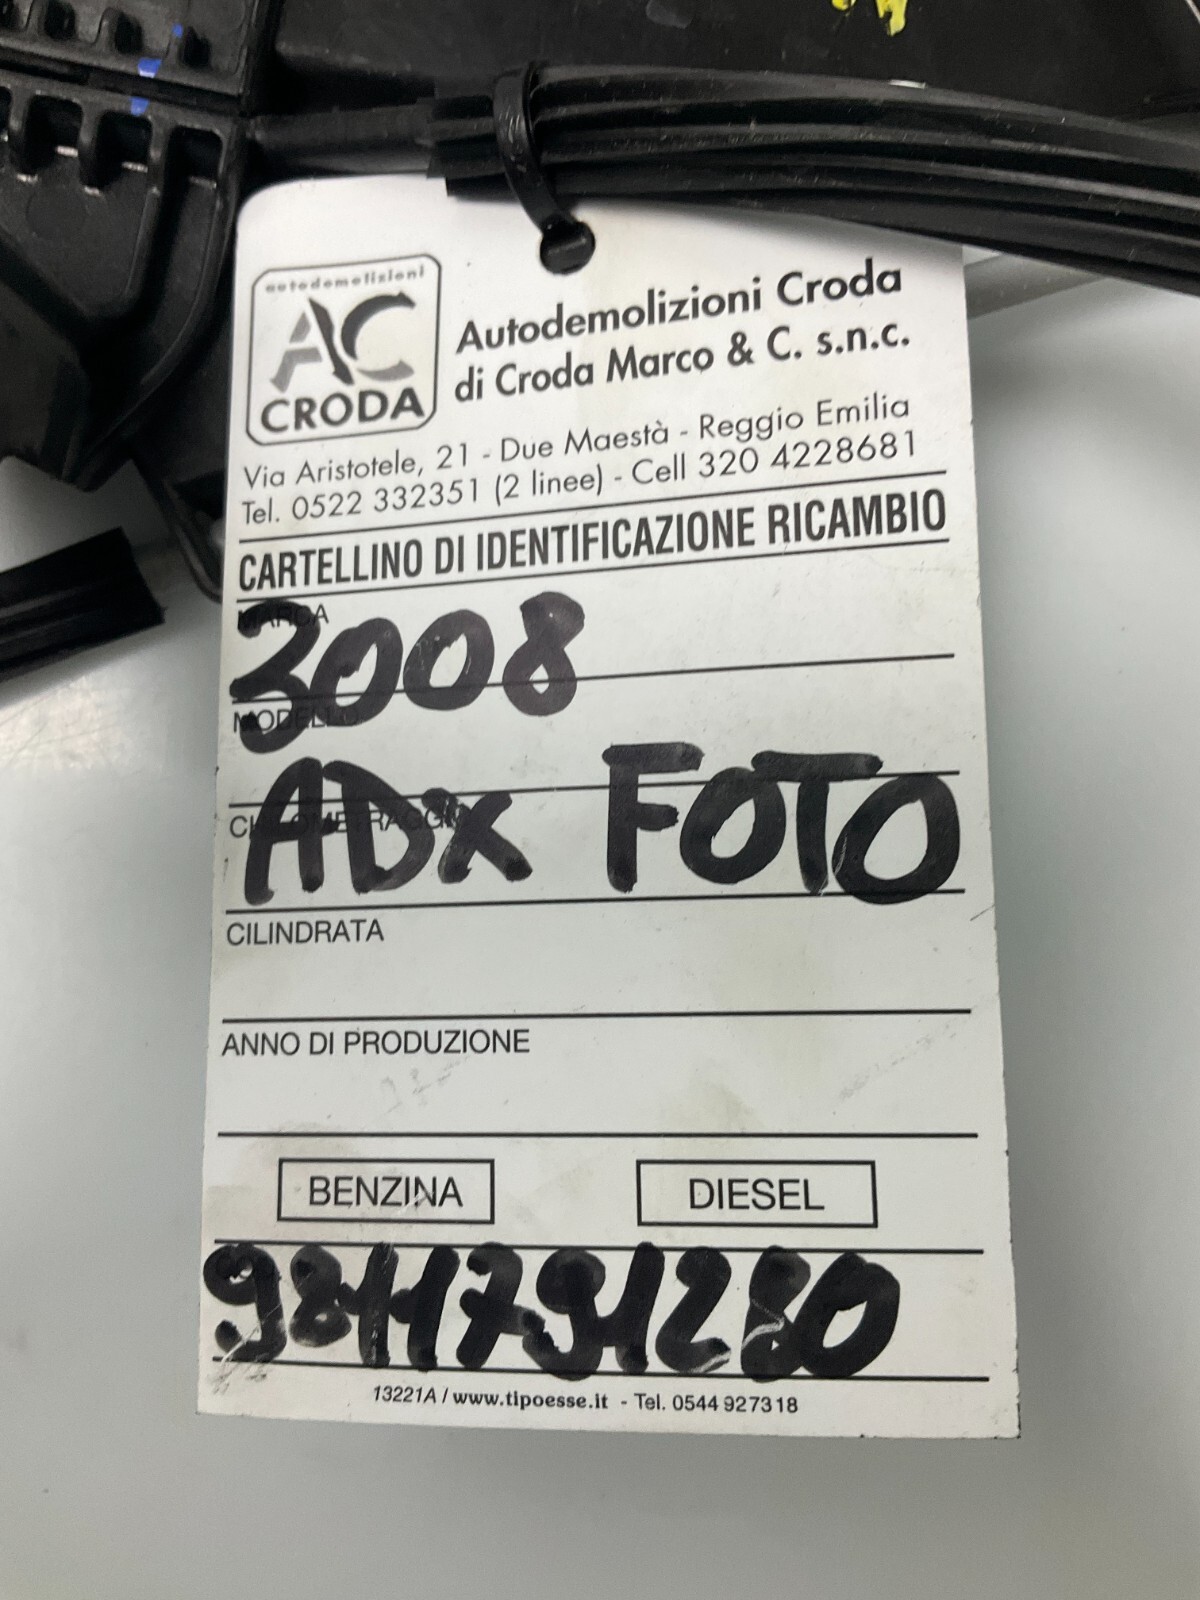 autodemolizioni
AC
CRODA
Autodemolizioni Croda
di Croda Marco & C. s.n.c.
Via Aristotele, 21 - Due Maestà - Reggio Emilia
Tel. 0522 332351 (2 linee) - Cell 320 4228681
CARTELLINO DI IDENTIFICAZIONE RICAMBIO
MARCA
3008
MODELLO
CHILOMETRAGGIO
ADX FOTO
CILINDRATA
ANNO DI PRODUZIONE
BENZINA DIESEL
9811791280
13221A / www.tipoesse.it - Tel. 0544 927318